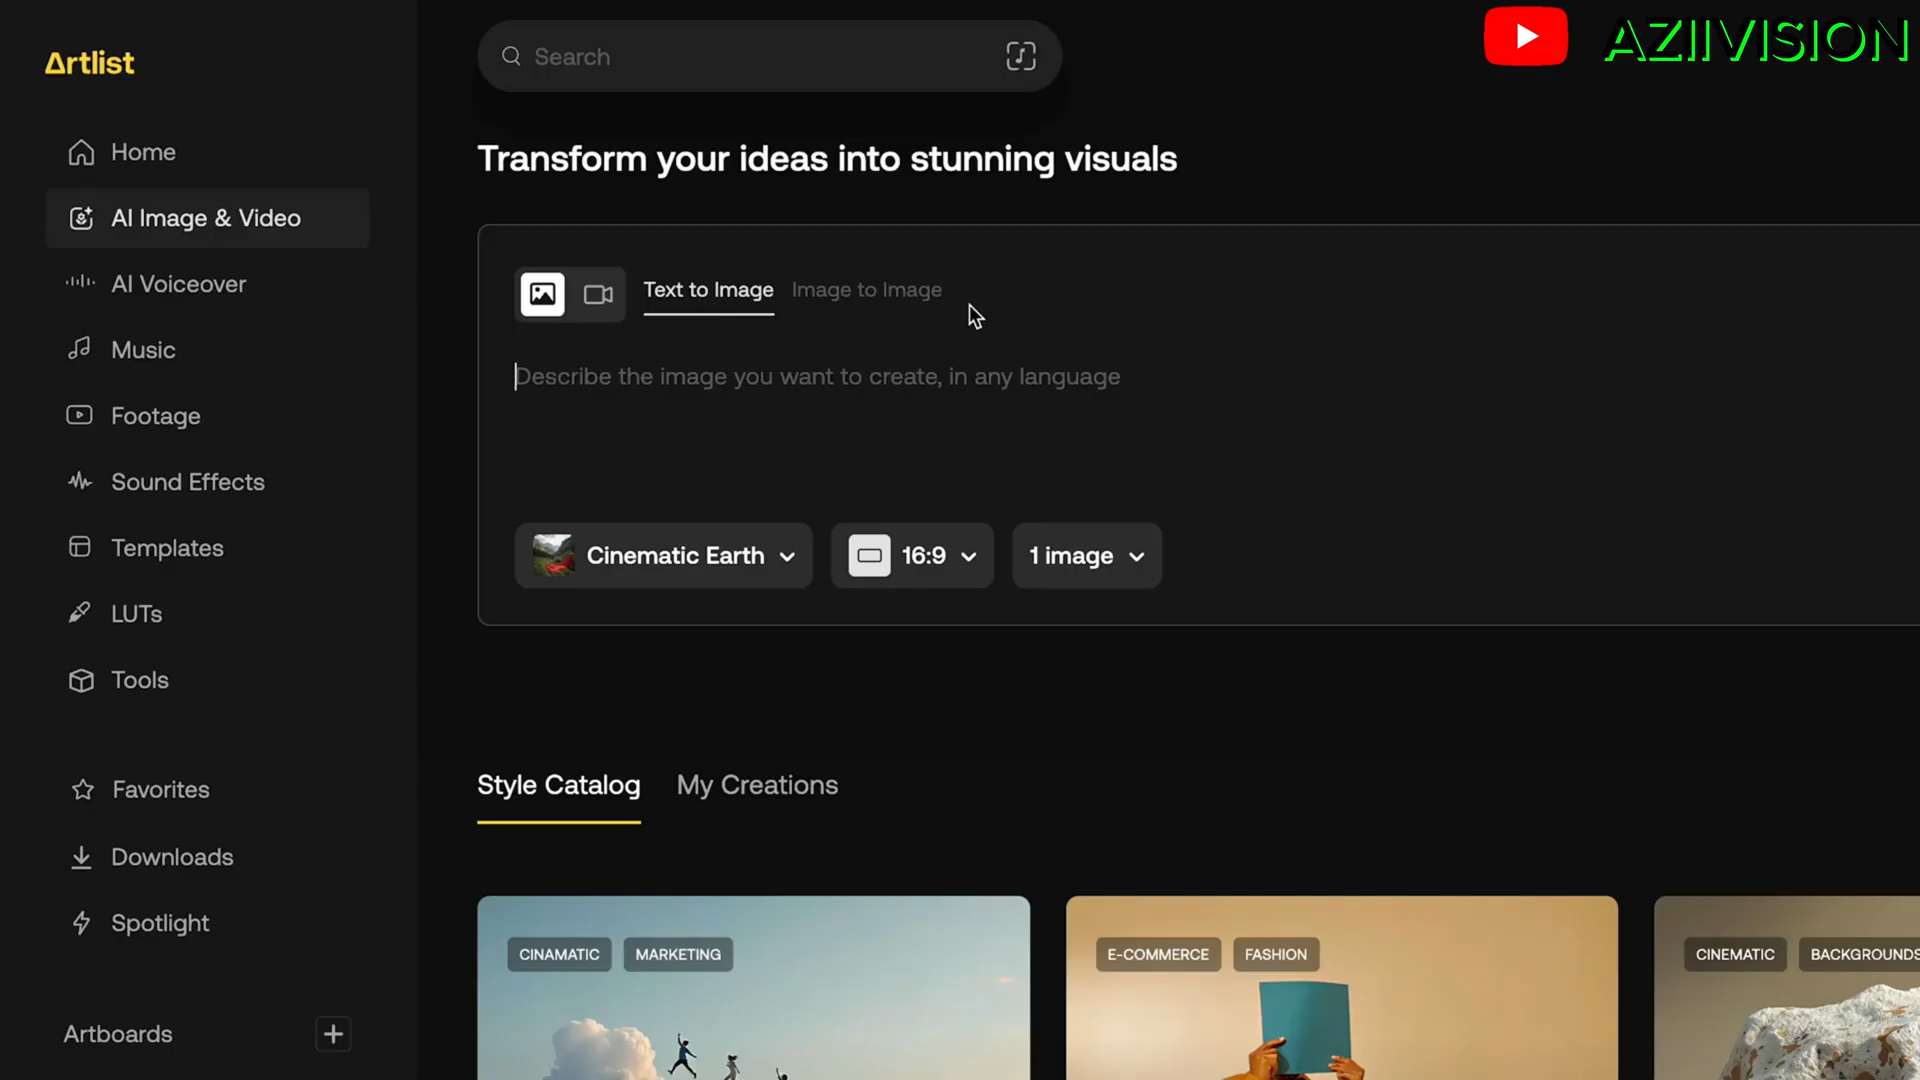 Artlist
Home
AI Image & Video
AI Voiceover
Music
Footage
Sound Effects
Templates
LUTs
Tools
Favorites
Downloads
Spotlight
Artboards
Search
AZIIVISION
Transform your ideas into stunning visuals
Text to Image
Image to Image
Describe the image you want to create, in any language
Cinematic Earth
16:9
1 image
Style Catalog
My Creations
CINAMATIC
MARKETING
E-COMMERCE
FASHION
CINEMATIC
BACKGROUNDS